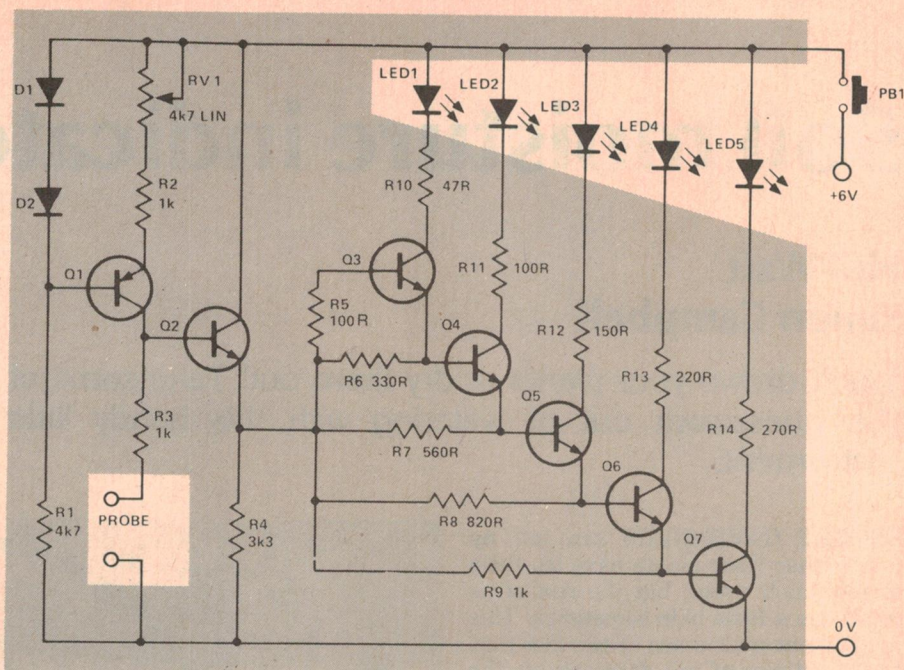 D1
RV 1
4k7 LIN
LED1
LED2
LED3
LED4
LED5
PB1
+6V
D2
R2
1k
R10 47R
Q1
Q3
R11 100R
Q2
R5
100R
Q4
R12 150R
R6 330R
R13 220R
Q5
R3
1k
R7 560R
R14 270R
Q6
R1
4k7
PROBE
R4
3k3
R8 820R
Q7
R9 1k
0V